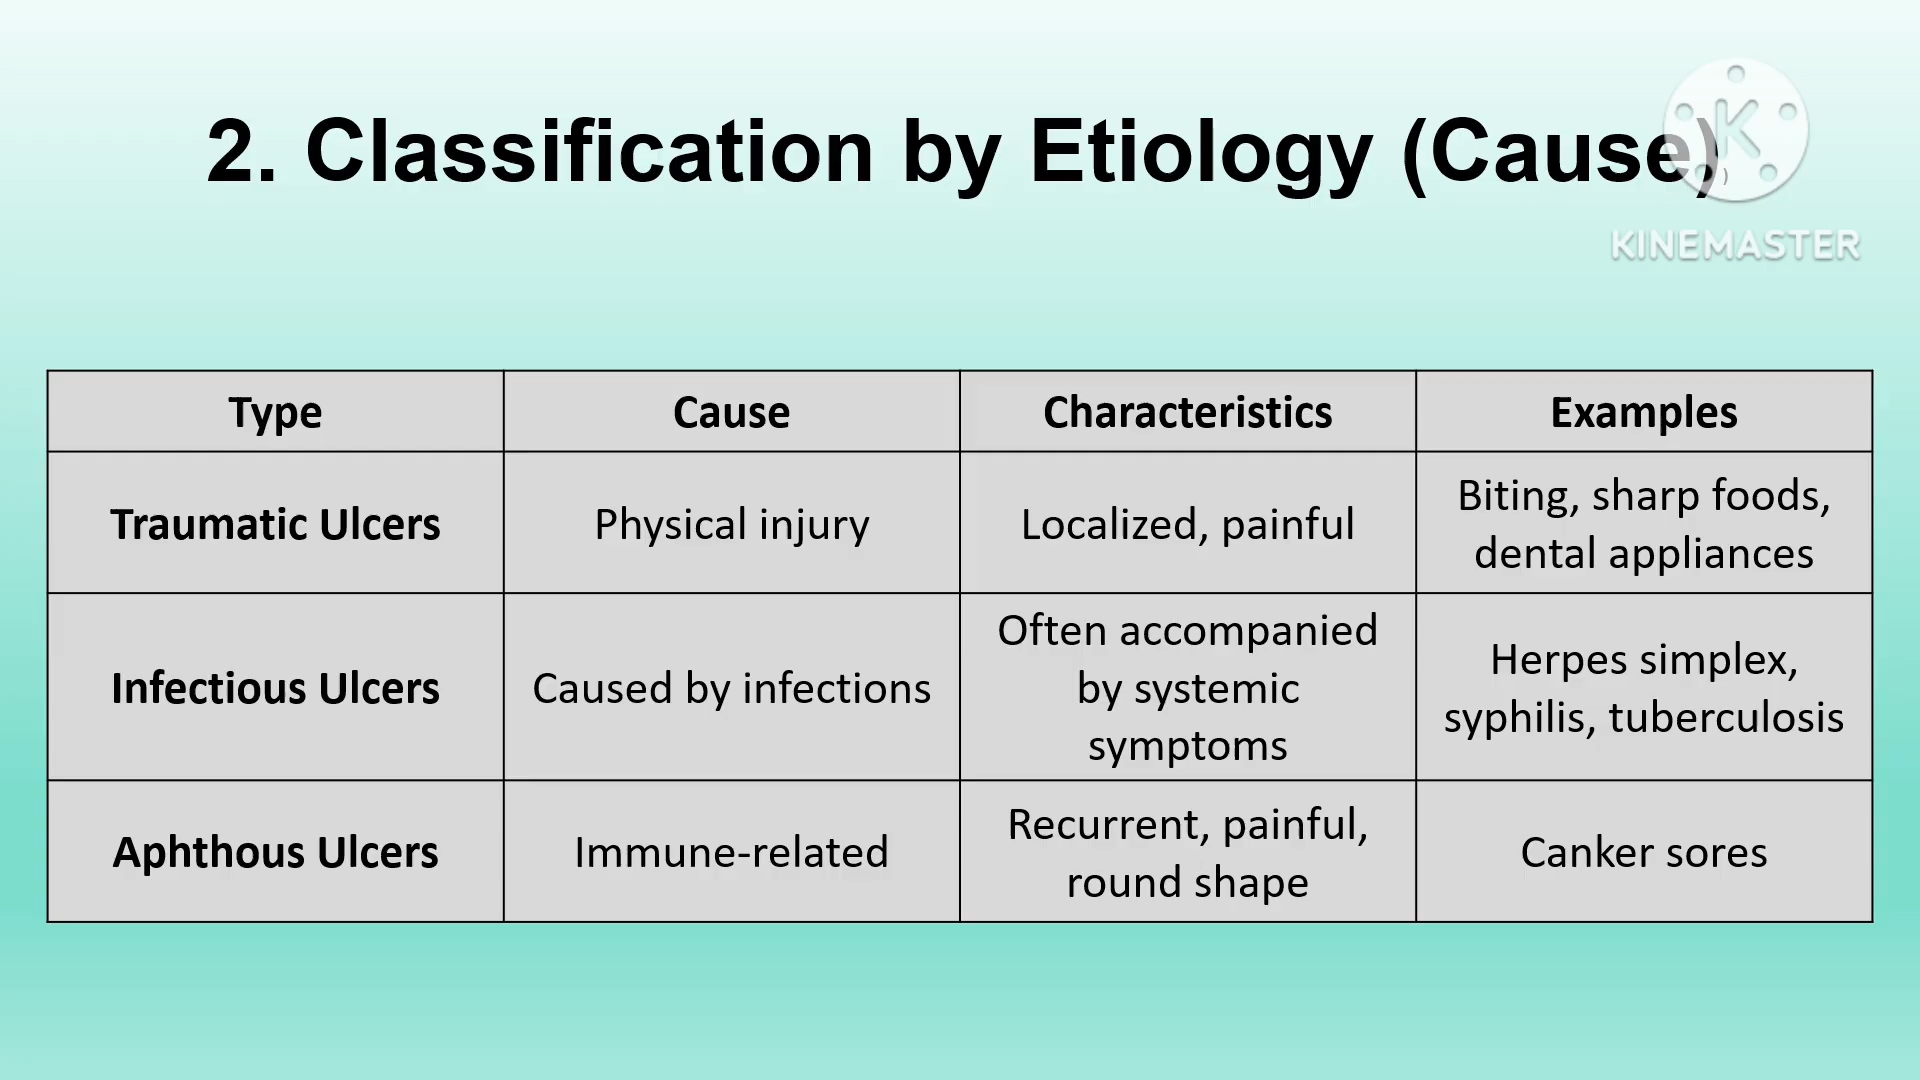 2. Classification by Etiology (Cause)
KINEMASTER
Type
Cause
Characteristics
Examples
Traumatic Ulcers
Physical injury
Localized, painful
Biting, sharp foods,
dental appliances
Infectious Ulcers
Caused by infections
Often accompanied
by systemic
symptoms
Herpes simplex,
syphilis, tuberculosis
Aphthous Ulcers
Immune-related
Recurrent, painful,
round shape
Canker sores